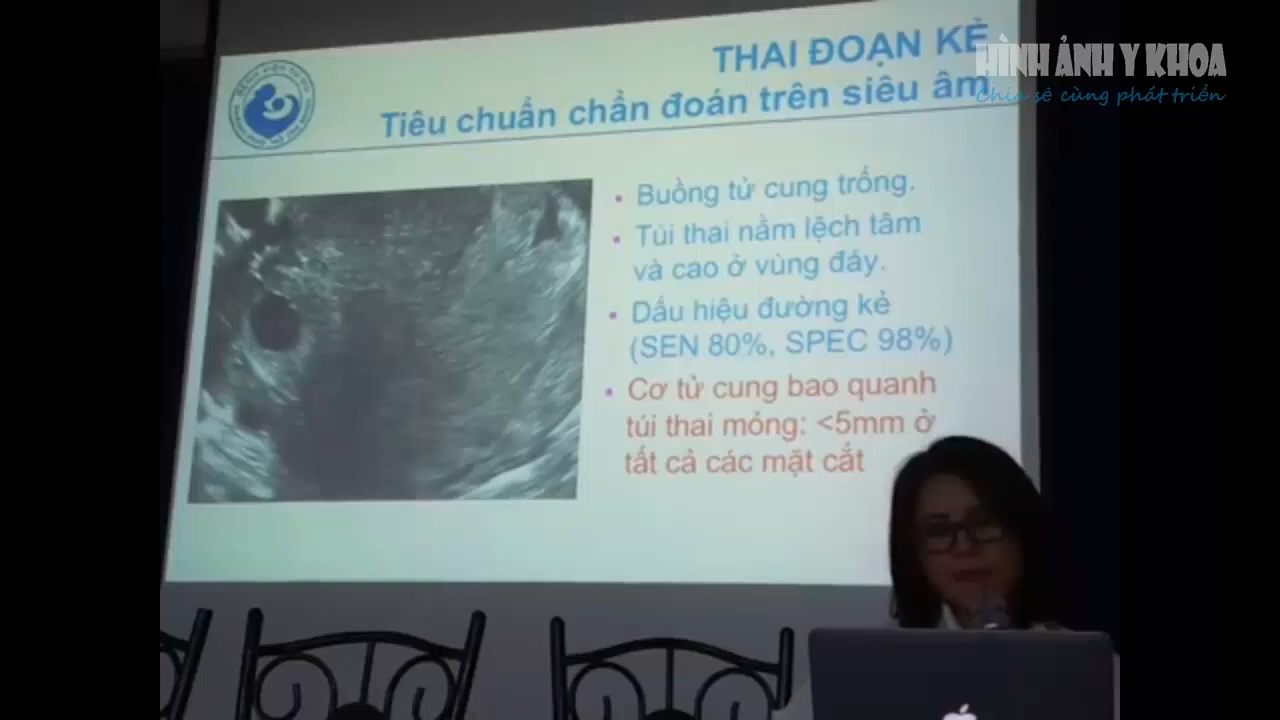 THAI ĐOẠN KẺ
Tiêu chuẩn chẩn đoán trên siêu âm
HÌNH ẢNH Y KHOA
Chia sẻ cùng phát triển
Buồng tử cung trống.
Túi thai nằm lệch tâm
và cao ở vùng đáy.
Dấu hiệu đường kẻ
(SEN 80%, SPEC 98%)
Cơ tử cung bao quanh
túi thai mỏng: <5mm ở
tất cả các mặt cắt